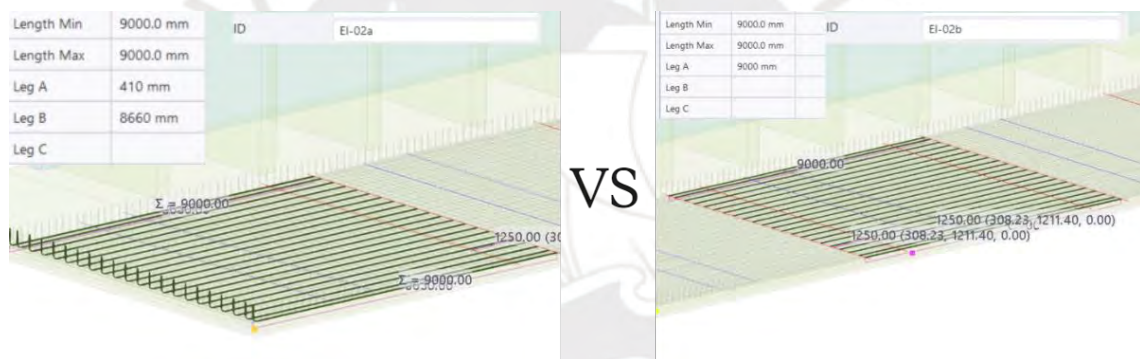 Length Min 9000.0 mm
Length Max 9000.0 mm
Leg A 410 mm
Leg B 8660 mm
Leg C
ID EI-02a
Σ = 9000.00
1250.00 (30
Σ = 9000.00
VS
Length Min 9000.0 mm
Length Max 9000.0 mm
Leg A 9000 mm
Leg B
Leg C
ID EI-02b
9000.00
1250.00 (308.23, 1211.40, 0.00)
1250.00 (308.23, 1211.40, 0.00)